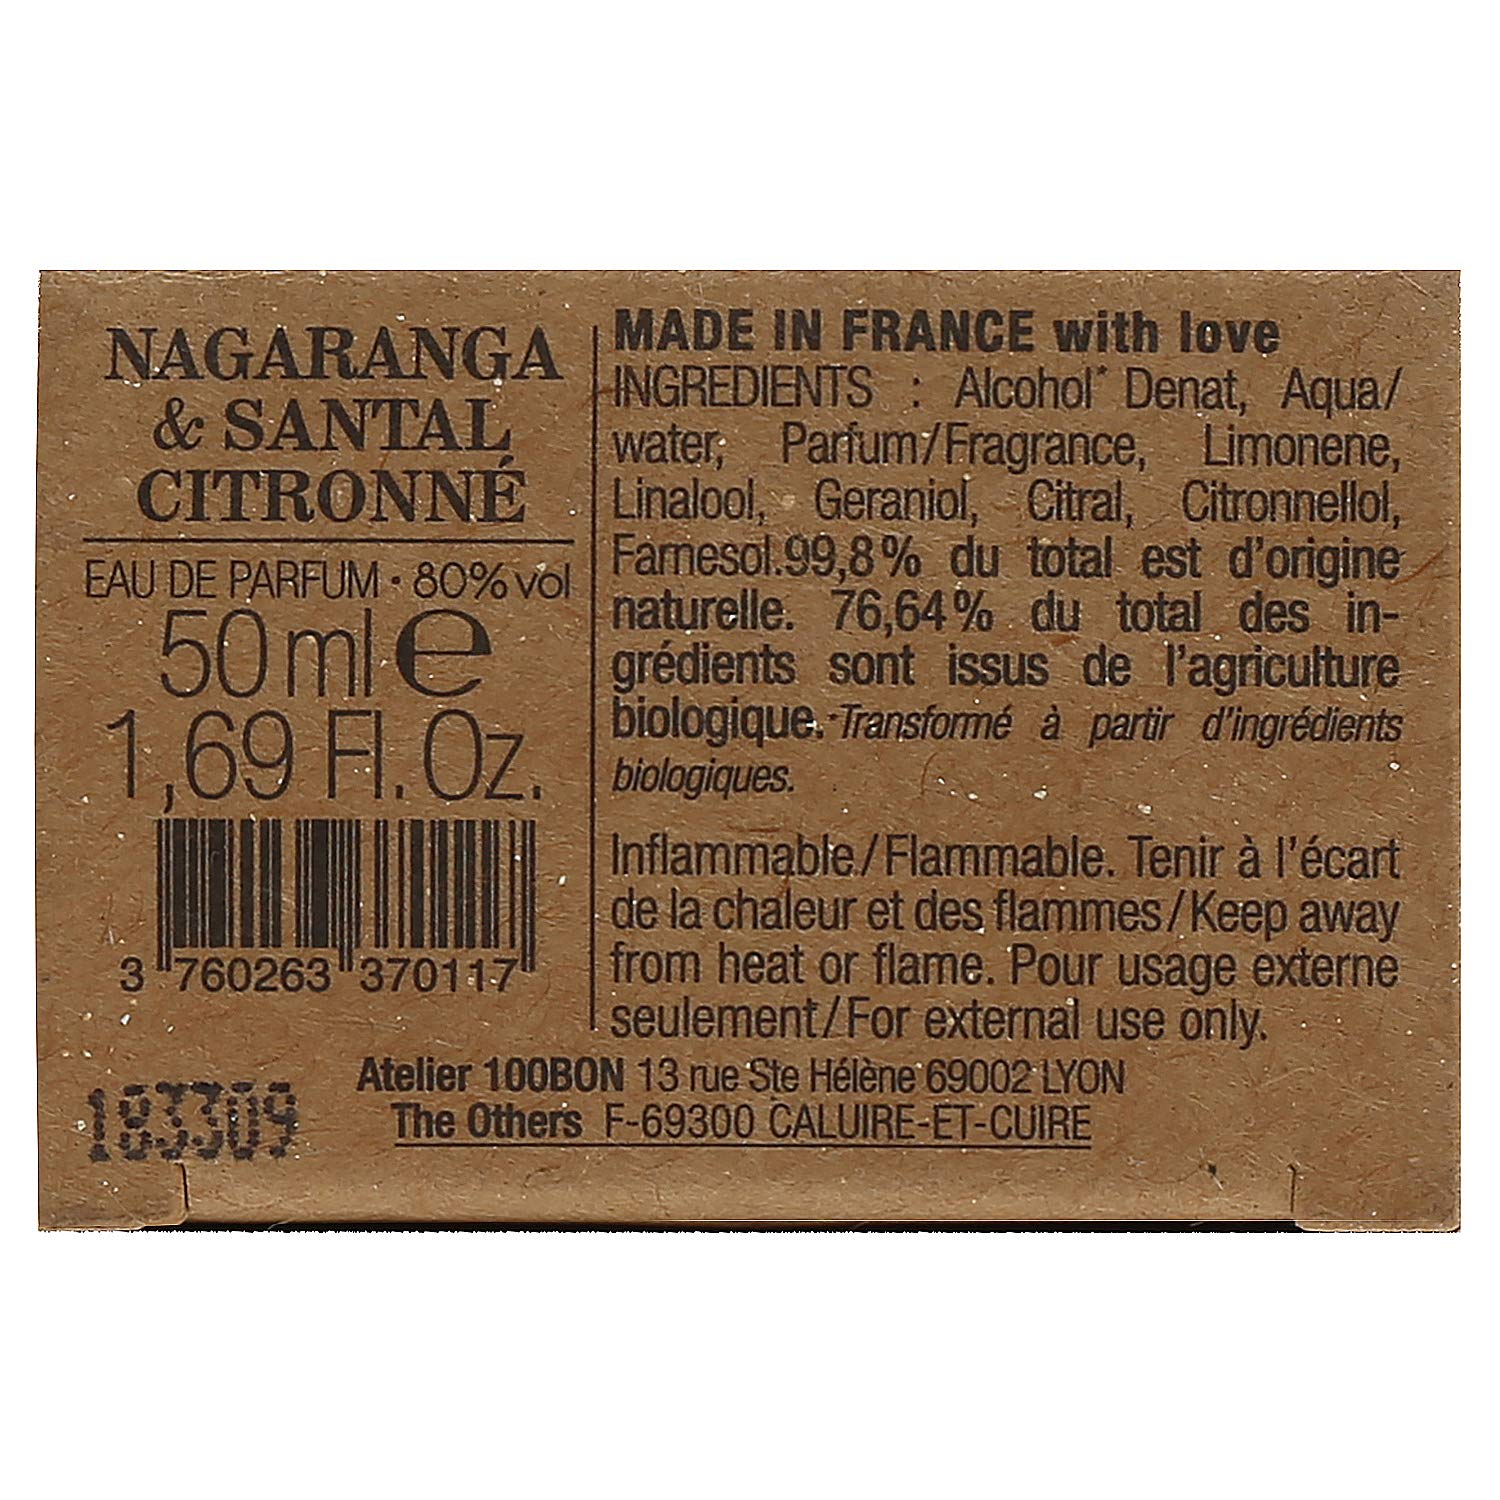 NAGARANGA
& SANTAL
CITRONNÉ
EAU DE PARFUM • 80% vol
50 ml ℮
1,69 Fl. Oz.
3 760263 370117
MADE IN FRANCE with love
INGREDIENTS : Alcohol* Denat, Aqua/
water, Parfum/Fragrance, Limonene,
Linalool, Geraniol, Citral, Citronnellol,
Farnesol.99,8% du total est d'origine
naturelle. 76,64% du total des in-
grédients sont issus de l'agriculture
biologique. *Transformé à partir d'ingrédients
biologiques.
Inflammable/Flammable. Tenir à l'écart
de la chaleur et des flammes/Keep away
from heat or flame. Pour usage externe
seulement/For external use only.
Atelier 100BON 13 rue Ste Hélène 69002 LYON
The Others F-69300 CALUIRE-ET-CUIRE
183309